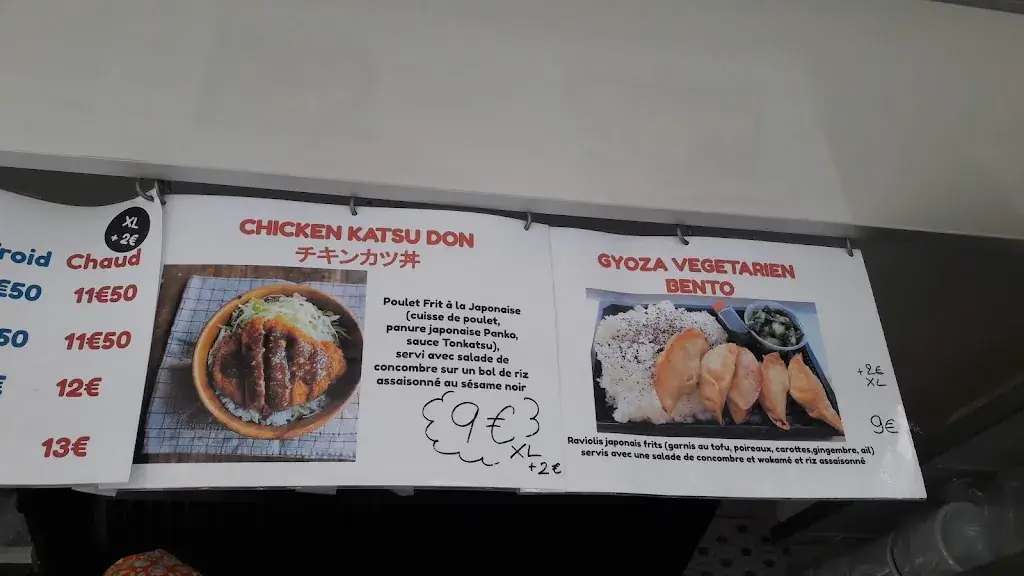 XL
+2€
Froid Chaud
€50 11€50
50 11€50
€ 12€
13€
CHICKEN KATSU DON
チキンカツ丼
Poulet Frit à la Japonaise
(cuisse de poulet,
panure japonaise Panko,
sauce Tonkatsu),
servi avec salade de
concombre sur un bol de riz
assaisonné au sésame noir
9€
XL
+2€
GYOZA VEGETARIEN
BENTO
+2€
XL
9€
Raviolis japonais frits (garnis au tofu, poireaux, carottes,gingembre, ail)
servis avec une salade de concombre et wakamé et riz assaisonné